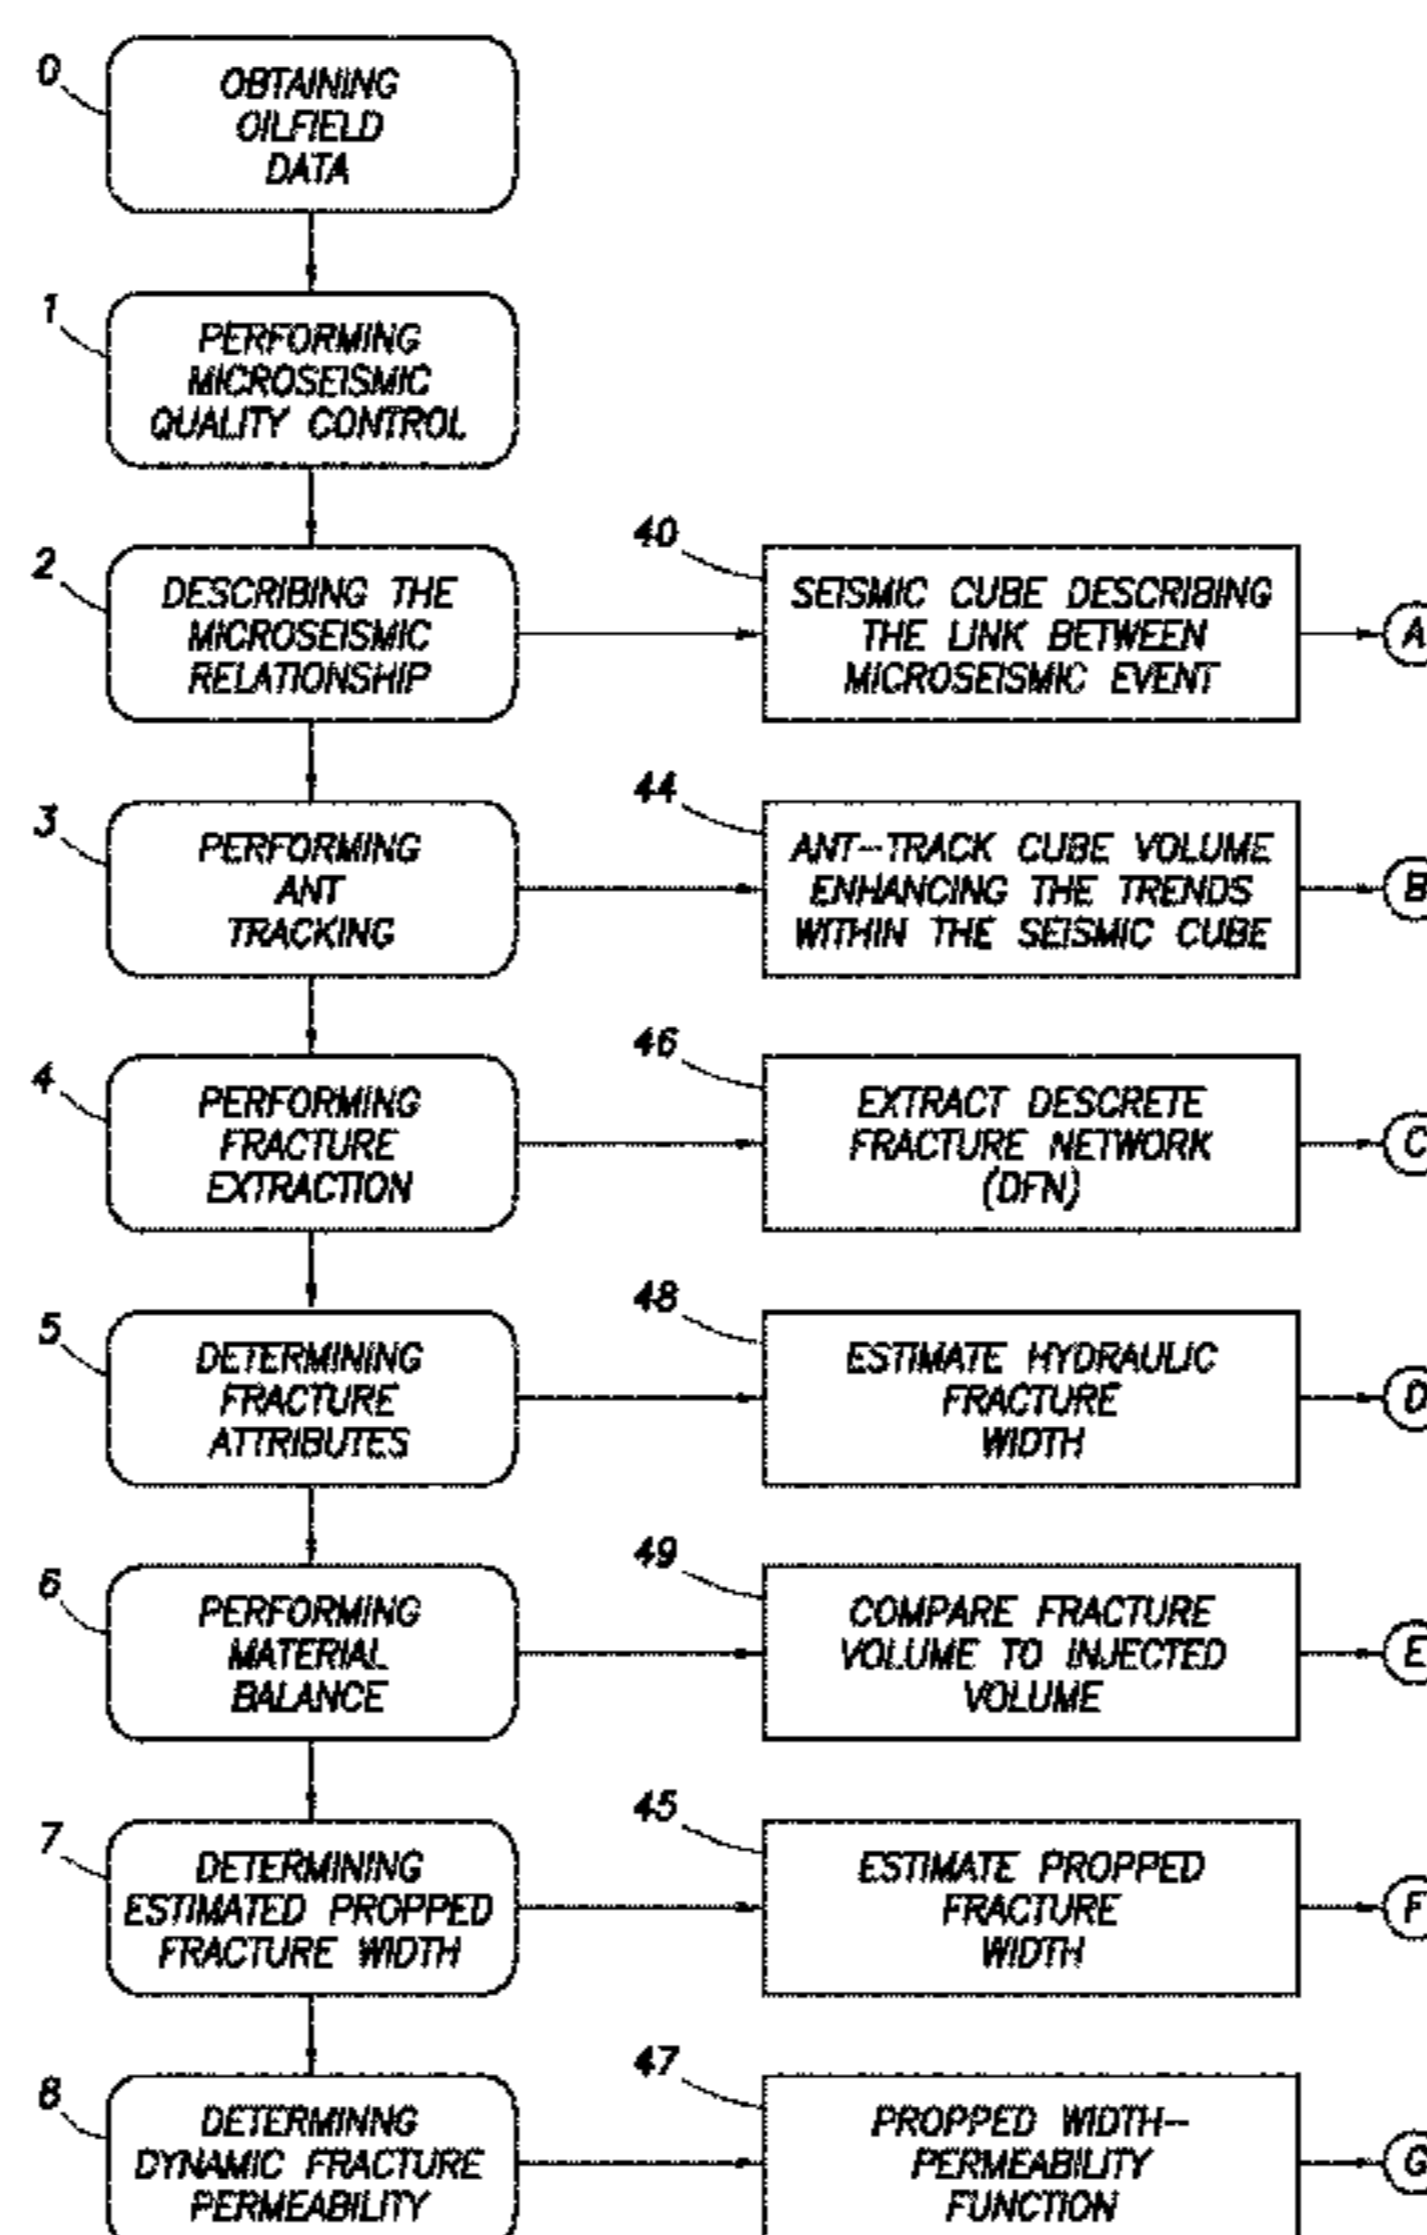 0
OBTAINING
OILFIELD
DATA
1
PERFORMING
MICROSEISMIC
QUALITY CONTROL
2
DESCRIBING THE
MICROSEISMIC
RELATIONSHIP
40
SEISMIC CUBE DESCRIBING
THE LINK BETWEEN
MICROSEISMIC EVENT
A
3
PERFORMING
ANT
TRACKING
44
ANT-TRACK CUBE VOLUME
ENHANCING THE TRENDS
WITHIN THE SEISMIC CUBE
B
4
PERFORMING
FRACTURE
EXTRACTION
46
EXTRACT DESCRETE
FRACTURE NETWORK
(DFN)
C
5
DETERMINING
FRACTURE
ATTRIBUTES
48
ESTIMATE HYDRAULIC
FRACTURE
WIDTH
D
6
PERFORMING
MATERIAL
BALANCE
49
COMPARE FRACTURE
VOLUME TO INJECTED
VOLUME
E
7
DETERMINING
ESTIMATED PROPPED
FRACTURE WIDTH
45
ESTIMATE PROPPED
FRACTURE
WIDTH
F
8
DETERMINNG
DYNAMIC FRACTURE
PERMEABILITY
47
PROPPED WIDTH-
PERMEABILITY
FUNCTION
G